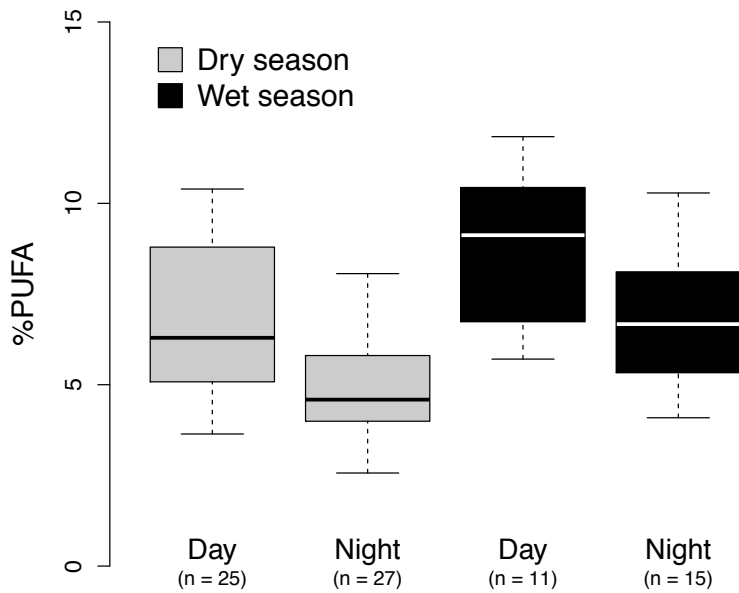 15
Dry season
Wet season
10
%PUFA
5
0
Day Night Day Night
(n = 25) (n = 27) (n = 11) (n = 15)